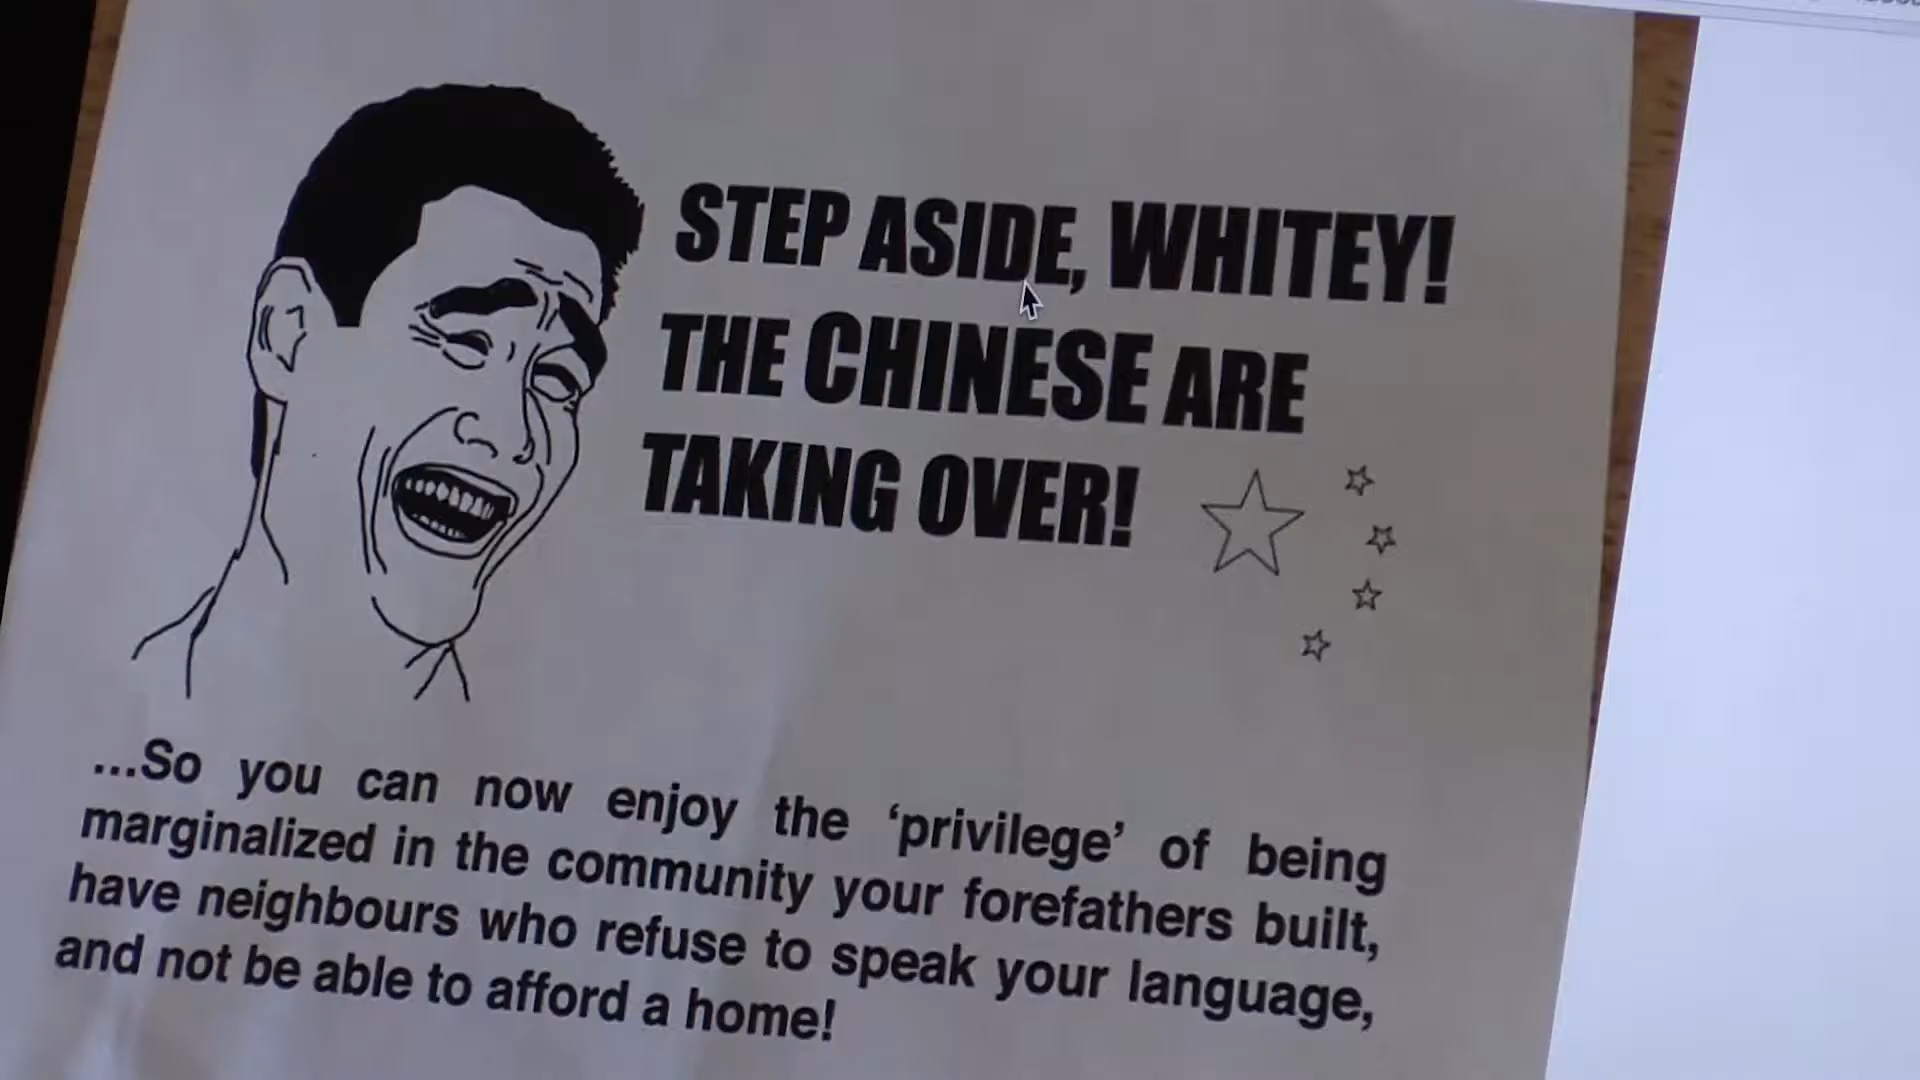 STEP ASIDE, WHITEY!
THE CHINESE ARE
TAKING OVER!
...So you can now enjoy the ‘privilege’ of being
marginalized in the community your forefathers built,
have neighbours who refuse to speak your language,
and not be able to afford a home!